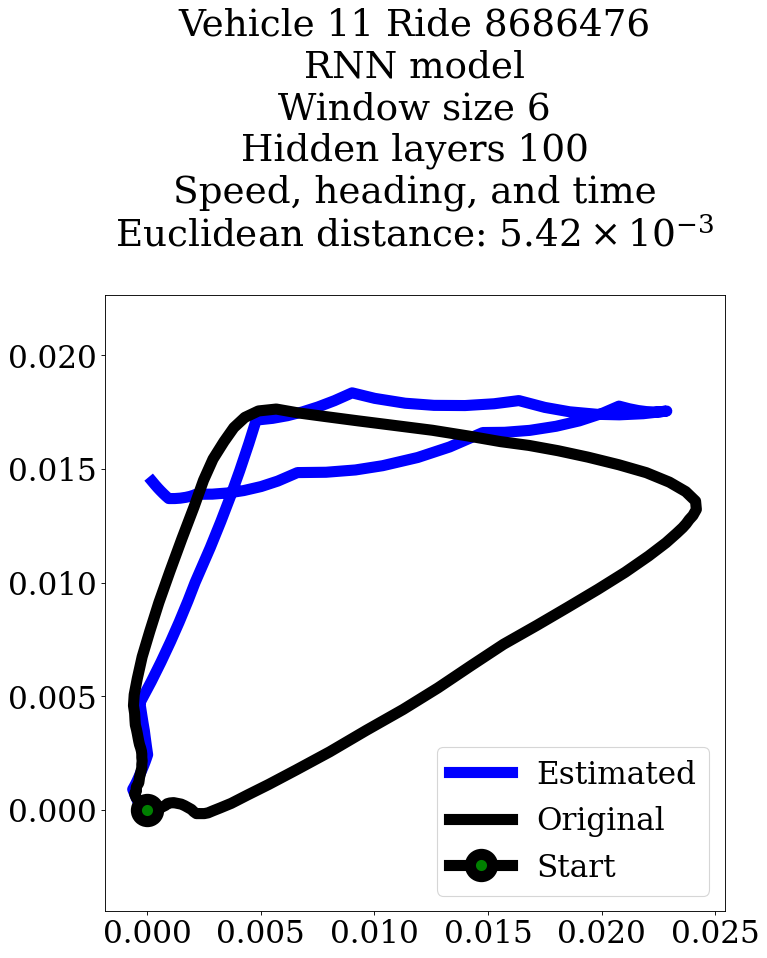 Vehicle 11 Ride 8686476
RNN model
Window size 6
Hidden layers 100
Speed, heading, and time
Euclidean distance: 5.42 × 10⁻³
0.020
0.015
0.010
0.005
0.000
Estimated
Original
Start
0.000 0.005 0.010 0.015 0.020 0.025